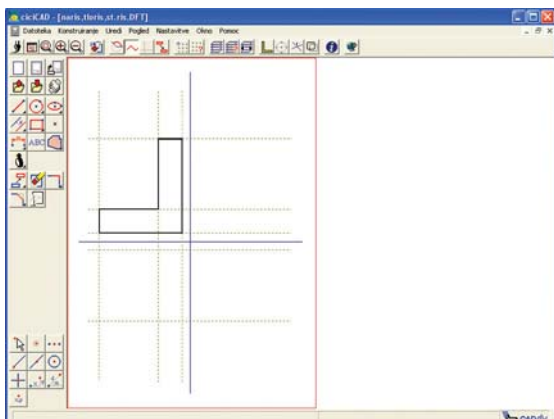 ciciCAD - [naris,tloris,st.ris.DFT]
Datoteka Konstruiranje Uredi Pogled Nastavitve Okno Pomoc
ABC